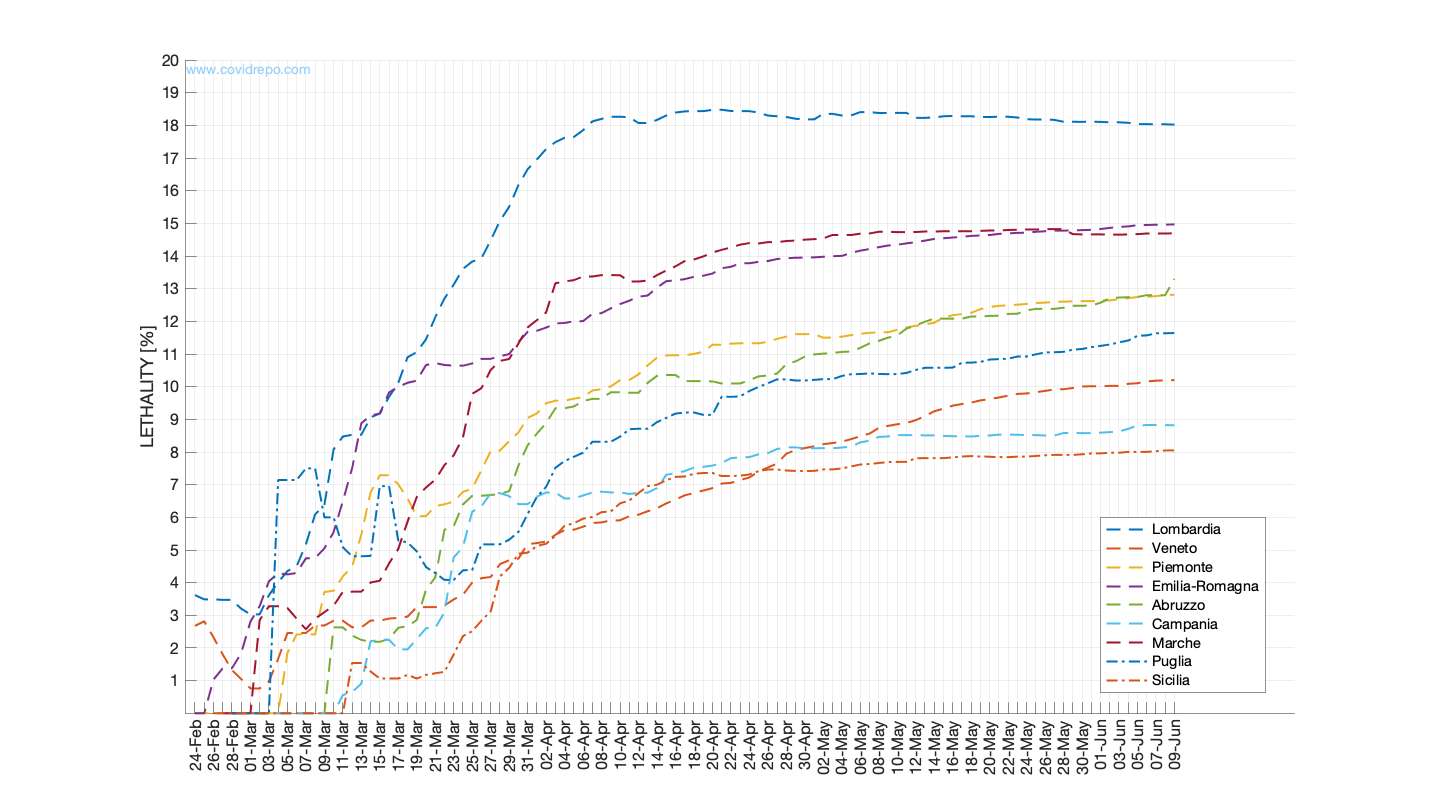 www.covidrepo.com
LETHALITY [%]
20
19
18
17
16
15
14
13
12
11
10
9
8
7
6
5
4
3
2
1
24-Feb
26-Feb
28-Feb
01-Mar
03-Mar
05-Mar
07-Mar
09-Mar
11-Mar
13-Mar
15-Mar
17-Mar
19-Mar
21-Mar
23-Mar
25-Mar
27-Mar
29-Mar
31-Mar
02-Apr
04-Apr
06-Apr
08-Apr
10-Apr
12-Apr
14-Apr
16-Apr
18-Apr
20-Apr
22-Apr
24-Apr
26-Apr
28-Apr
30-Apr
02-May
04-May
06-May
08-May
10-May
12-May
14-May
16-May
18-May
20-May
22-May
24-May
26-May
28-May
30-May
01-Jun
03-Jun
05-Jun
07-Jun
09-Jun
Lombardia
Veneto
Piemonte
Emilia-Romagna
Abruzzo
Campania
Marche
Puglia
Sicilia